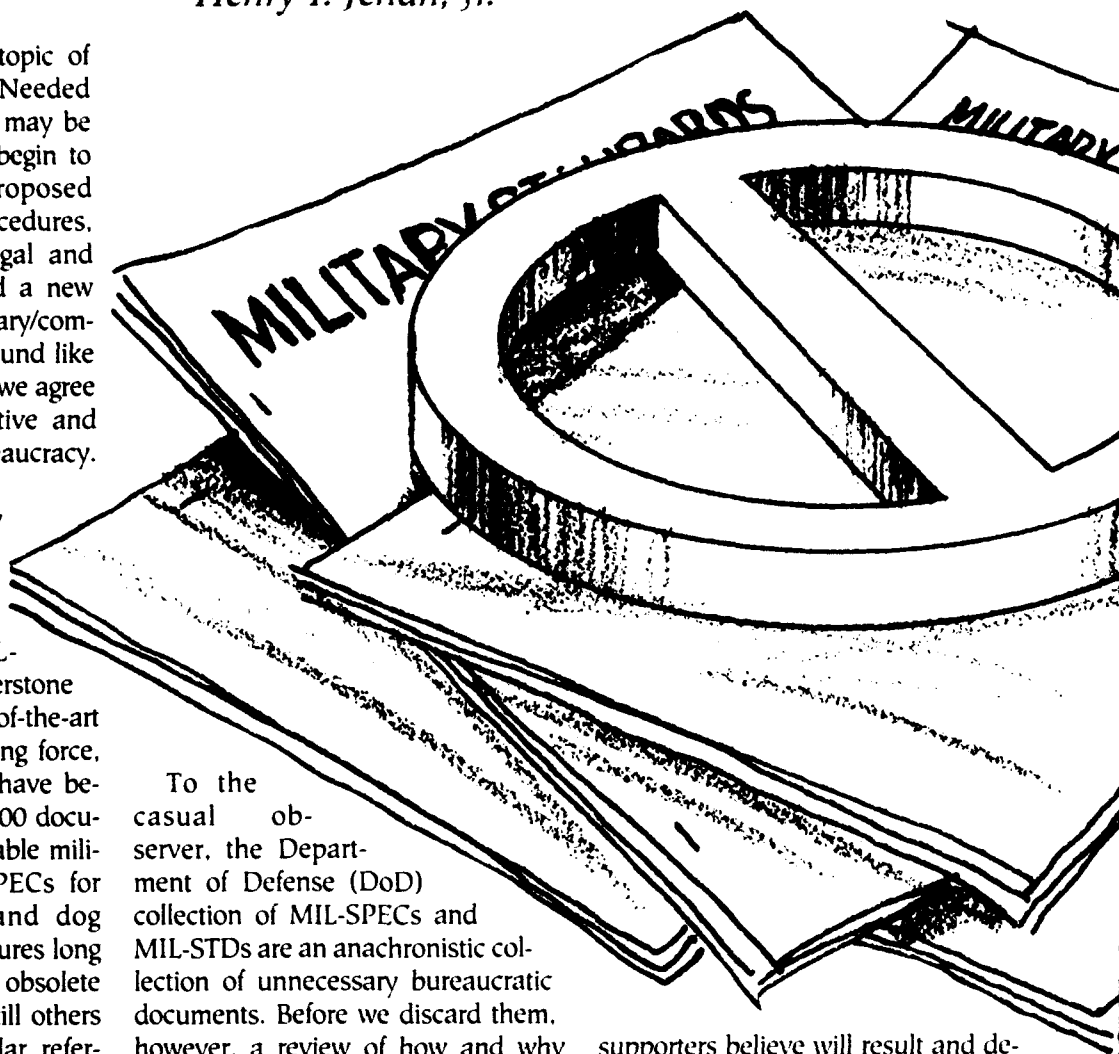 Henry I. Jehan, Jr.
topic of
Needed
may be
begin to
roposed
cedures,
gal and
d a new
ary/com-
und like
we agree
tive and
aucracy.
L-
erstone
of-the-art
ng force,
have be-
00 docu-
able mili-
PECs for
and dog
ures long
obsolete
ill others
lar refer-
To the
casual ob-
server, the Depart-
ment of Defense (DoD)
collection of MIL-SPECs and
MIL-STDs are an anachronistic col-
lection of unnecessary bureaucratic
documents. Before we discard them,
however, a review of how and why
supporters believe will result and de-
MILITARY STANDARDS
MILITARY